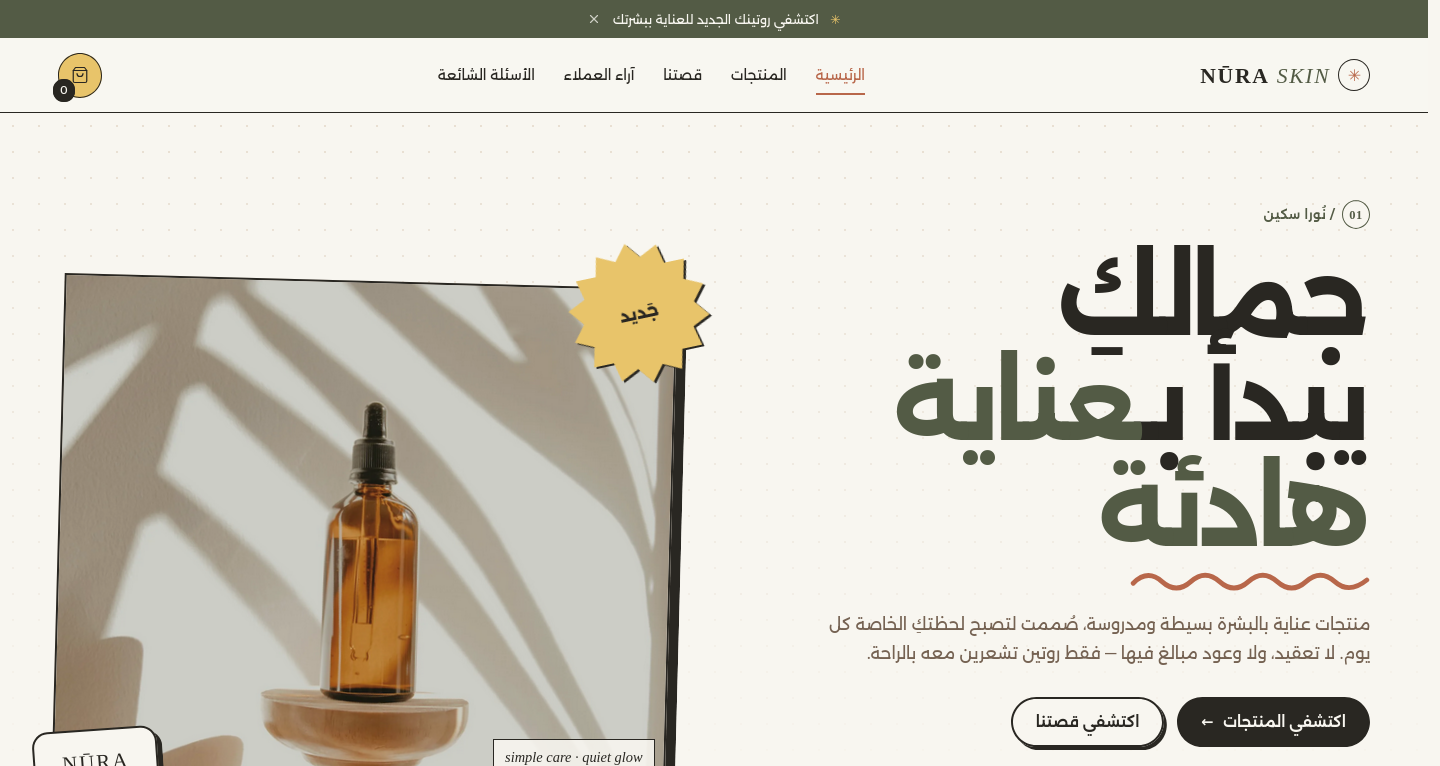 ✳ اكتشفي روتينك الجديد للعناية ببشرتك ×
NŪRA SKIN
الرئيسية
المنتجات
قصتنا
آراء العملاء
الأسئلة الشائعة
0
01 / نُورا سكين
جمالكِ
يبدأ بعناية
هادئة
منتجات عناية بالبشرة بسيطة ومدروسة، صُممت لتصبح لحظتكِ الخاصة كل
يوم. لا تعقيد، ولا وعود مبالغ فيها — فقط روتين تشعرين معه بالراحة.
اكتشفي المنتجات ←
اكتشفي قصتنا
جَديد
simple care · quiet glow
NŪRA